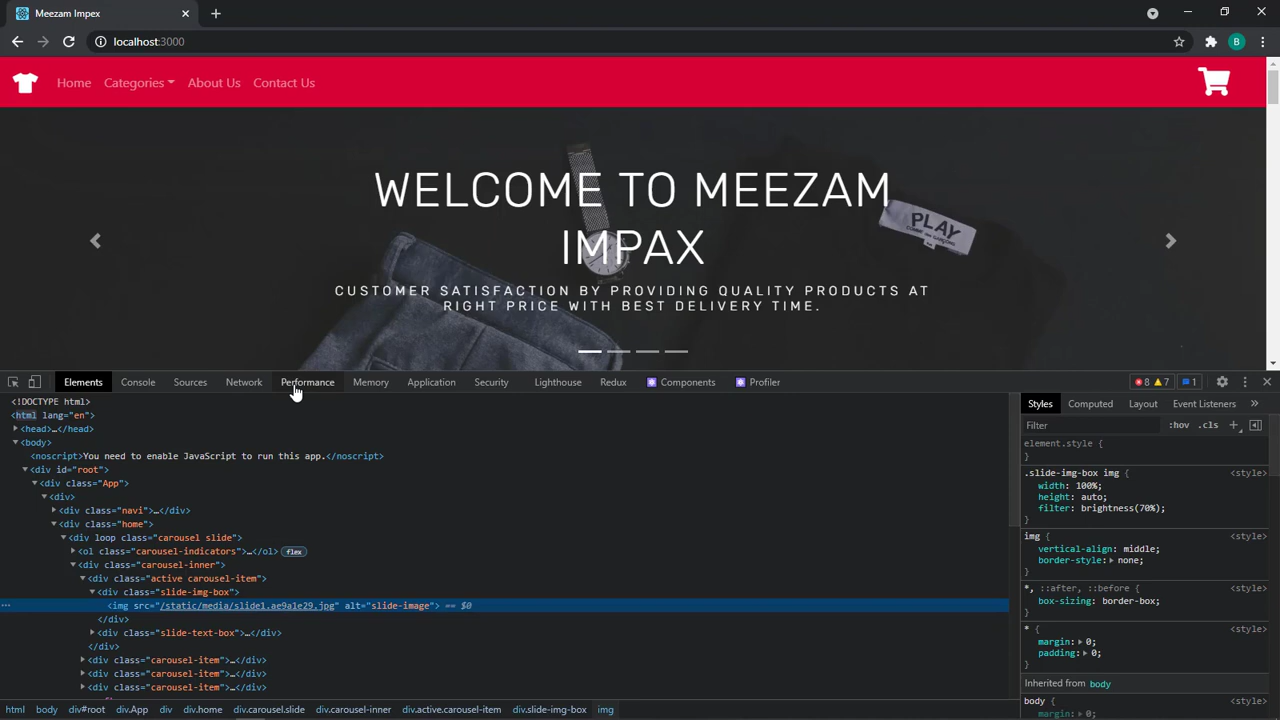 Meezam Impex
localhost:3000
B
Home Categories About Us Contact Us
WELCOME TO MEEZAM
IMPAX
PLAY
CUSTOMER SATISFACTION BY PROVIDING QUALITY PRODUCTS AT
RIGHT PRICE WITH BEST DELIVERY TIME.
Elements Console Sources Network Performance Memory Application Security Lighthouse Redux Components Profiler 8 7 1
<!DOCTYPE html>
<html lang="en">
<head>…</head>
<body>
<noscript>You need to enable JavaScript to run this app.</noscript>
<div id="root">
<div class="App">
<div>
<div class="navi">…</div>
<div class="home">
<div loop class="carousel slide">
<ol class="carousel-indicators">…</ol> flex
<div class="carousel-inner">
<div class="active carousel-item">
<div class="slide-img-box">
<img src="/static/media/slide1.ae9a1e29.jpg" alt="slide-image"> == $0
</div>
<div class="slide-text-box">…</div>
</div>
<div class="carousel-item">…</div>
<div class="carousel-item">…</div>
<div class="carousel-item">…</div>
html body div#root div.App div div.home div.carousel.slide div.carousel-inner div.active.carousel-item div.slide-img-box img
Styles Computed Layout Event Listeners »
Filter :hov .cls +
element.style {
}
.slide-img-box img { <style>
width: 100%;
height: auto;
filter: brightness(70%);
}
img { <style>
vertical-align: middle;
border-style: none;
}
*, ::after, ::before { <style>
box-sizing: border-box;
}
* { <style>
margin: 0;
padding: 0;
}
Inherited from body
body { <style>
margin: 0;